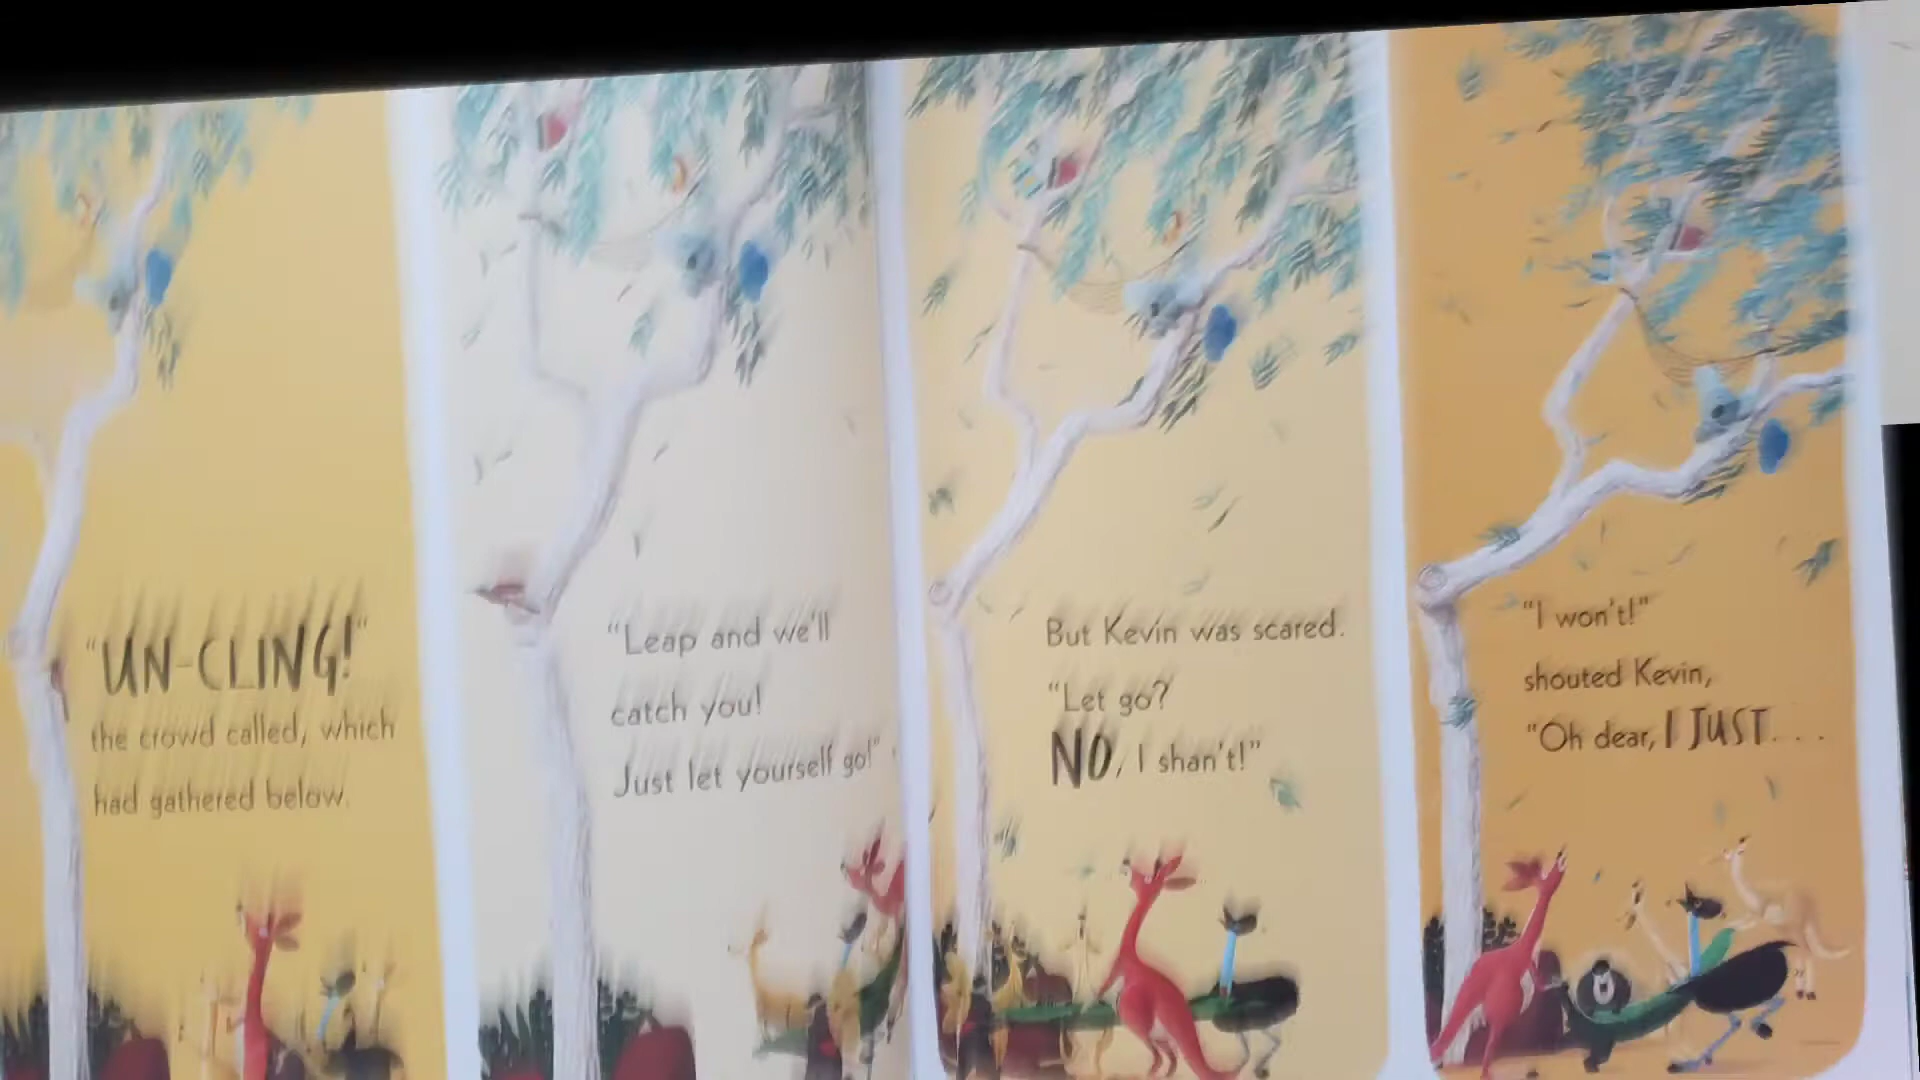 "UN-CLING!"
the crowd called, which
had gathered below.
"Leap and we'll
catch you!
Just let yourself go!"
But Kevin was scared.
"Let go?
NO, I shan't!"
"I won't!"
shouted Kevin,
"Oh dear, I JUST. . .